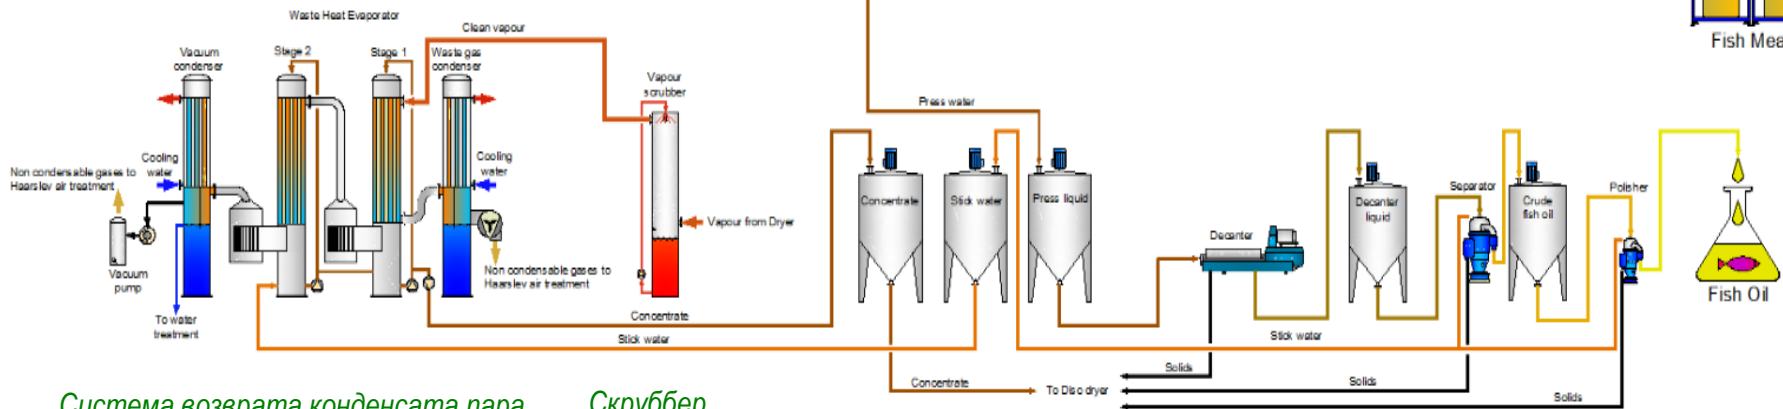 Waste Heat Evaporator
Clean vapour
Vacuum
condenser
Stage 2
Stage 1
Waste gas
condenser
Vapour
scrubber
Fish Mea
Press water
Cooling
water
Non condensable gases to
Haarslev air treatment
Cooling
water
Vapour from Dryer
Vacuum
pump
Non condensable gases to
Haarslev air treatment
To water
treatment
Concentrate
Stick water
Concentrate
Stick water
Press liquid
Decanter
Decanter
liquid
Separator
Crude
fish oil
Polisher
Fish Oil
Stick water
Solids
Solids
Solids
Concentrate
To Disc dryer
Система возврата конденсата пара
Скруббер